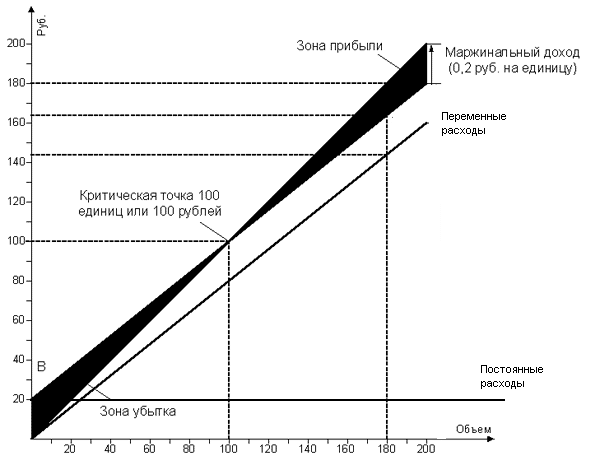 Руб.
200
180
160
140
120
100
80
60
40
20
Зона прибыли
Маржинальный доход
(0,2 руб. на единицу)
Переменные
расходы
Критическая точка 100
единиц или 100 рублей
В
Постоянные
расходы
Зона убытка
Объем
20 40 60 80 100 120 140 160 180 200